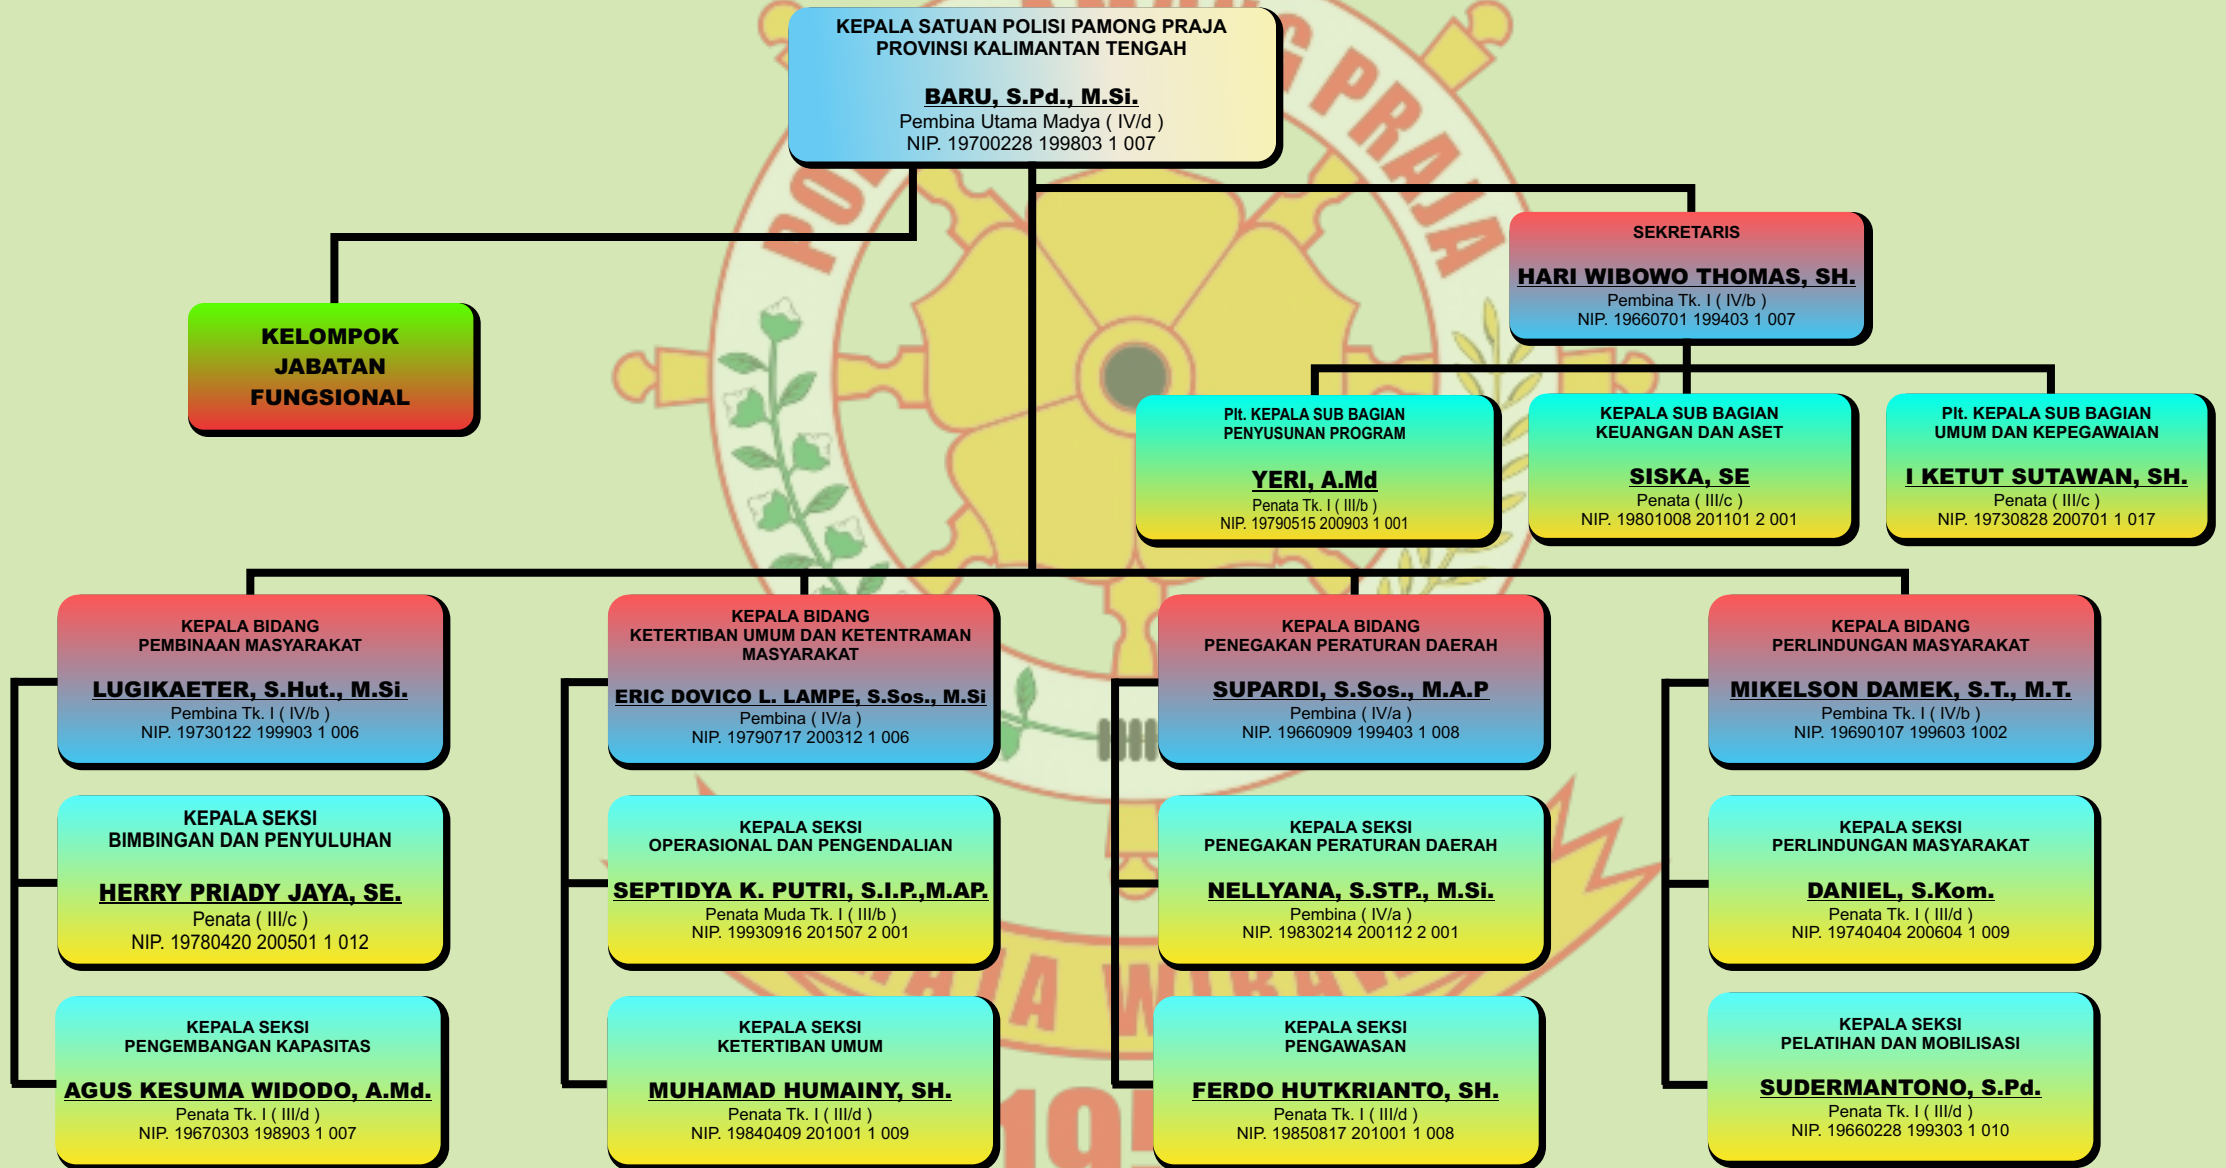 KEPALA SATUAN POLISI PAMONG PRAJA
PROVINSI KALIMANTAN TENGAH
BARU, S.Pd., M.Si.
Pembina Utama Madya ( IV/d )
NIP. 19700228 199803 1 007
SEKRETARIS
HARI WIBOWO THOMAS, SH.
Pembina Tk. I ( IV/b )
NIP. 19660701 199403 1 007
KELOMPOK
JABATAN
FUNGSIONAL
Plt. KEPALA SUB BAGIAN
PENYUSUNAN PROGRAM
YERI, A.Md
Penata Tk. I ( III/b )
NIP. 19790515 200903 1 001
KEPALA SUB BAGIAN
KEUANGAN DAN ASET
SISKA, SE
Penata ( III/c )
NIP. 19801008 201101 2 001
Plt. KEPALA SUB BAGIAN
UMUM DAN KEPEGAWAIAN
I KETUT SUTAWAN, SH.
Penata ( III/c )
NIP. 19730828 200701 1 017
KEPALA BIDANG
PEMBINAAN MASYARAKAT
LUGIKAETER, S.Hut., M.Si.
Pembina Tk. I ( IV/b )
NIP. 19730122 199903 1 006
KEPALA BIDANG
KETERTIBAN UMUM DAN KETENTRAMAN
MASYARAKAT
ERIC DOVICO L. LAMPE, S.Sos., M.Si
Pembina ( IV/a )
NIP. 19790717 200312 1 006
KEPALA BIDANG
PENEGAKAN PERATURAN DAERAH
SUPARDI, S.Sos., M.A.P
Pembina ( IV/a )
NIP. 19660909 199403 1 008
KEPALA BIDANG
PERLINDUNGAN MASYARAKAT
MIKELSON DAMEK, S.T., M.T.
Pembina Tk. I ( IV/b )
NIP. 19690107 199603 1002
KEPALA SEKSI
BIMBINGAN DAN PENYULUHAN
HERRY PRIADY JAYA, SE.
Penata ( III/c )
NIP. 19780420 200501 1 012
KEPALA SEKSI
OPERASIONAL DAN PENGENDALIAN
SEPTIDYA K. PUTRI, S.I.P.,M.AP.
Penata Muda Tk. I ( III/b )
NIP. 19930916 201507 2 001
KEPALA SEKSI
PENEGAKAN PERATURAN DAERAH
NELLYANA, S.STP., M.Si.
Pembina ( IV/a )
NIP. 19830214 200112 2 001
KEPALA SEKSI
PERLINDUNGAN MASYARAKAT
DANIEL, S.Kom.
Penata Tk. I ( III/d )
NIP. 19740404 200604 1 009
KEPALA SEKSI
PENGEMBANGAN KAPASITAS
AGUS KESUMA WIDODO, A.Md.
Penata Tk. I ( III/d )
NIP. 19670303 198903 1 007
KEPALA SEKSI
KETERTIBAN UMUM
MUHAMAD HUMAINY, SH.
Penata Tk. I ( III/d )
NIP. 19840409 201001 1 009
KEPALA SEKSI
PENGAWASAN
FERDO HUTKRIANTO, SH.
Penata Tk. I ( III/d )
NIP. 19850817 201001 1 008
KEPALA SEKSI
PELATIHAN DAN MOBILISASI
SUDERMANTONO, S.Pd.
Penata Tk. I ( III/d )
NIP. 19660228 199303 1 010
PRAJA